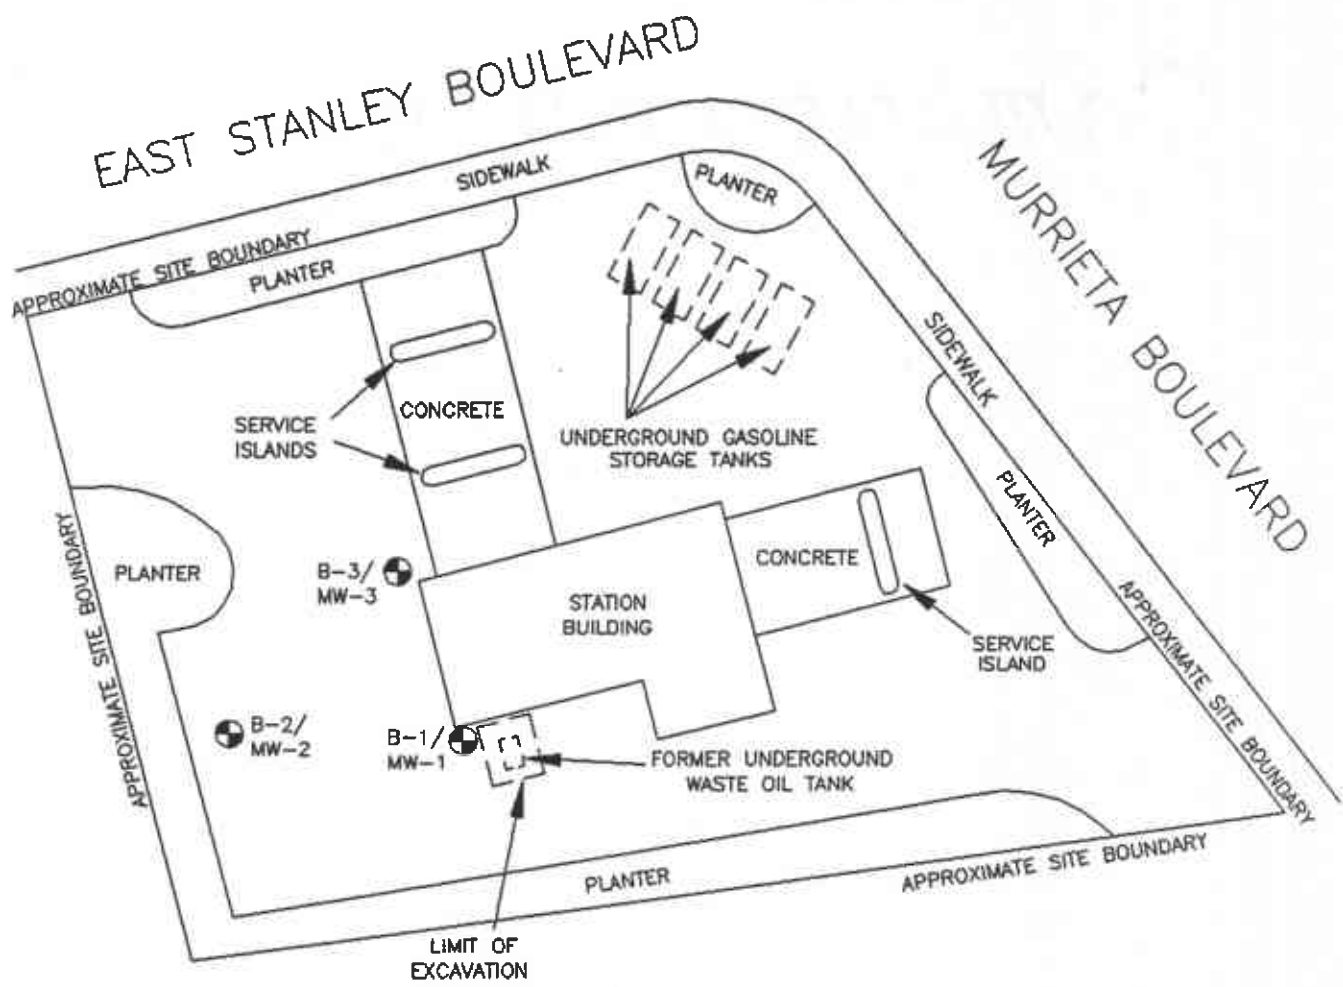 EAST STANLEY BOULEVARD
MURRIETA BOULEVARD
SIDEWALK
PLANTER
APPROXIMATE SITE BOUNDARY
PLANTER
SIDEWALK
SERVICE
ISLANDS
CONCRETE
UNDERGROUND GASOLINE
STORAGE TANKS
PLANTER
APPROXIMATE SITE BOUNDARY
PLANTER
B-3/
MW-3
STATION
BUILDING
CONCRETE
SERVICE
ISLAND
APPROXIMATE SITE BOUNDARY
B-2/
MW-2
B-1/
MW-1
FORMER UNDERGROUND
WASTE OIL TANK
PLANTER
APPROXIMATE SITE BOUNDARY
LIMIT OF
EXCAVATION